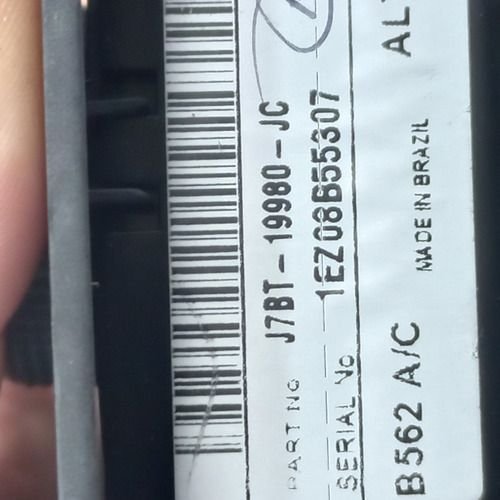 PART NO J7BT-19980-JC
SERIAL No 1EZ08B55307
B562 A/C MADE IN BRAZIL